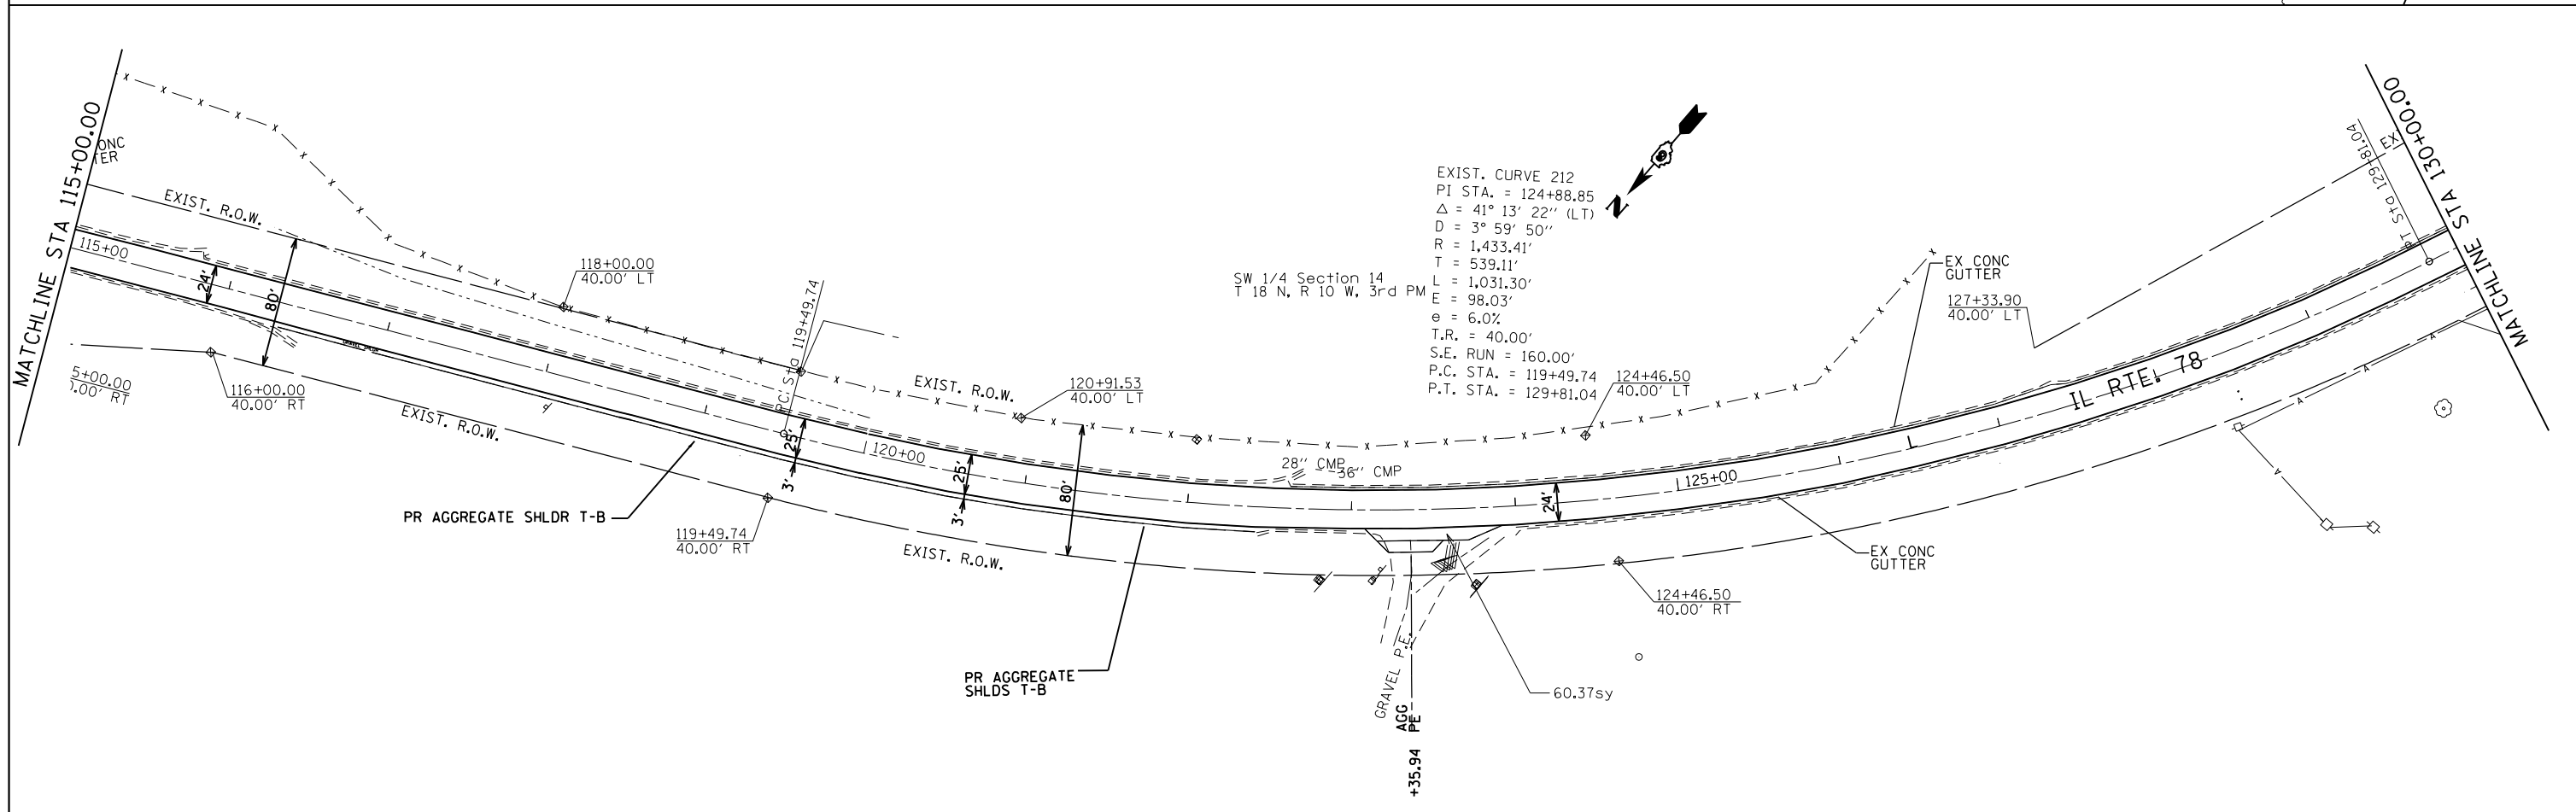 MATCHLINE STA 115+00.00
ONC
TER
EXIST. R.O.W.
115+00
24'
80'
5+00.00
0.00' RT
116+00.00
40.00' RT
EXIST. R.O.W.
118+00.00
40.00' LT
P.C. Sta 119+49.74
25'
3'
PR AGGREGATE SHLDR T-B
119+49.74
40.00' RT
120+00
EXIST. R.O.W.
120+91.53
40.00' LT
25'
3'
80'
EXIST. R.O.W.
PR AGGREGATE
SHLDS T-B
28" CMP
36" CMP
SW 1/4 Section 14
T 18 N, R 10 W, 3rd PM
EXIST. CURVE 212
PI STA. = 124+88.85
Δ = 41° 13' 22" (LT)
D = 3° 59' 50"
R = 1,433.41'
T = 539.11'
L = 1,031.30'
E = 98.03'
e = 6.0%
T.R. = 40.00'
S.E. RUN = 160.00'
P.C. STA. = 119+49.74
P.T. STA. = 129+81.04
N
124+46.50
40.00' LT
24'
125+00
GRAVEL P.E.
AGG PE
+35.94
60.37sy
124+46.50
40.00' RT
EX CONC
GUTTER
EX CONC
GUTTER
127+33.90
40.00' LT
IL RTE. 78
Sta 129+81.04
EX
MATCHLINE STA 130+00.00